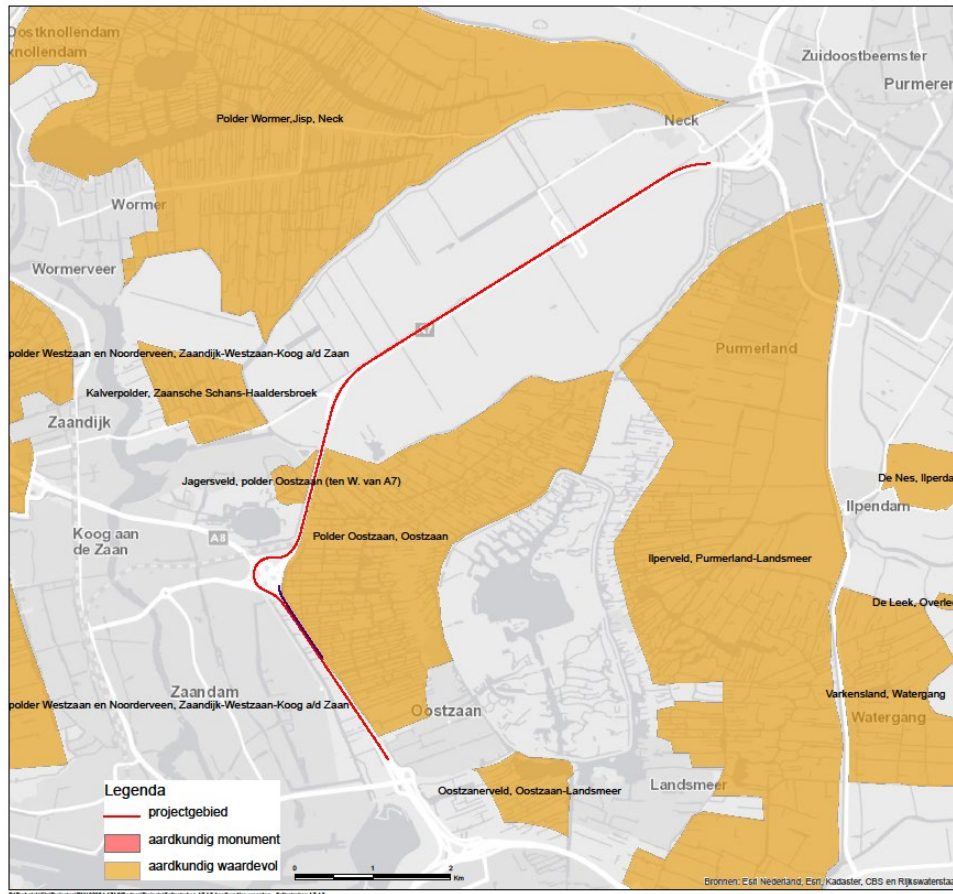 Oostknollendam
knollendam
Zuidoostbeemster
Purmeren
Polder Wormer,Jisp, Neck
Neck
Wormer
Wormerveer
polder Westzaan en Noorderveen, Zaandijk-Westzaan-Koog a/d Zaan
A7
Purmerland
Kalverpolder, Zaansche Schans-Haaldersbroek
Zaandijk
Jagersveld, polder Oostzaan (ten W. van A7)
De Nes, Ilperda
Ilpendam
Koog aan
de Zaan
A8
Polder Oostzaan, Oostzaan
Ilperveld, Purmerland-Landsmeer
De Leek, Overlee
Zaandam
Varkensland, Watergang
polder Westzaan en Noorderveen, Zaandijk-Westzaan-Koog a/d Zaan
Oostzaan
Watergang
Legenda
projectgebied
aardkundig monument
aardkundig waardevol
Oostzanerveld, Oostzaan-Landsmeer
Landsmeer
0 1 2
Km
Bronnen: Esri Nederland, Esri, Kadaster, CBS en Rijkswaterstaa